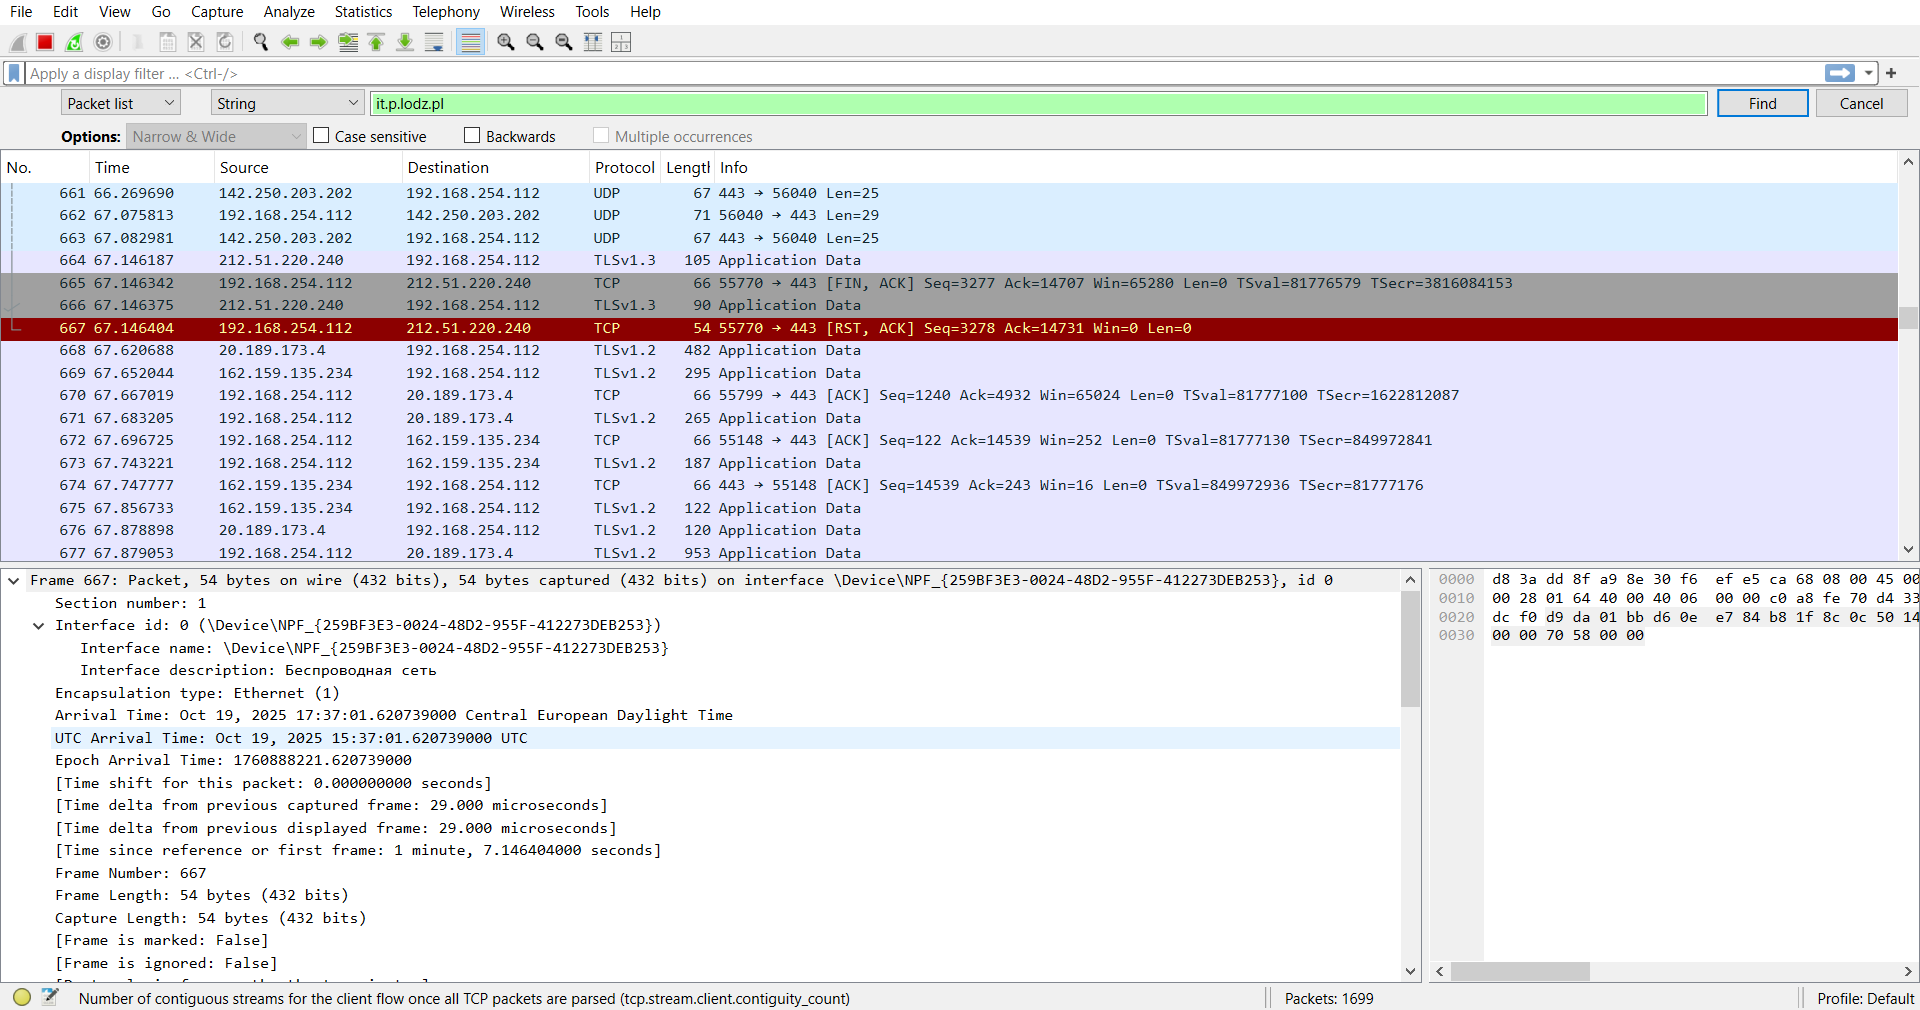 File Edit View Go Capture Analyze Statistics Telephony Wireless Tools Help
Apply a display filter ... <Ctrl-/>
Packet list String it.p.lodz.pl Find Cancel
Options: Narrow & Wide Case sensitive Backwards Multiple occurrences
No. Time Source Destination Protocol Length Info
661 66.269690 142.250.203.202 192.168.254.112 UDP 67 443 → 56040 Len=25
662 67.075813 192.168.254.112 142.250.203.202 UDP 71 56040 → 443 Len=29
663 67.082981 142.250.203.202 192.168.254.112 UDP 67 443 → 56040 Len=25
664 67.146187 212.51.220.240 192.168.254.112 TLSv1.3 105 Application Data
665 67.146342 192.168.254.112 212.51.220.240 TCP 66 55770 → 443 [FIN, ACK] Seq=3277 Ack=14707 Win=65280 Len=0 TSval=81776579 TSecr=3816084153
666 67.146375 212.51.220.240 192.168.254.112 TLSv1.3 90 Application Data
667 67.146404 192.168.254.112 212.51.220.240 TCP 54 55770 → 443 [RST, ACK] Seq=3278 Ack=14731 Win=0 Len=0
668 67.620688 20.189.173.4 192.168.254.112 TLSv1.2 482 Application Data
669 67.652044 162.159.135.234 192.168.254.112 TLSv1.2 295 Application Data
670 67.667019 192.168.254.112 20.189.173.4 TCP 66 55799 → 443 [ACK] Seq=1240 Ack=4932 Win=65024 Len=0 TSval=81777100 TSecr=1622812087
671 67.683205 192.168.254.112 20.189.173.4 TLSv1.2 265 Application Data
672 67.696725 192.168.254.112 162.159.135.234 TCP 66 55148 → 443 [ACK] Seq=122 Ack=14539 Win=252 Len=0 TSval=81777130 TSecr=849972841
673 67.743221 192.168.254.112 162.159.135.234 TLSv1.2 187 Application Data
674 67.747777 162.159.135.234 192.168.254.112 TCP 66 443 → 55148 [ACK] Seq=14539 Ack=243 Win=16 Len=0 TSval=849972936 TSecr=81777176
675 67.856733 162.159.135.234 192.168.254.112 TLSv1.2 122 Application Data
676 67.878898 20.189.173.4 192.168.254.112 TLSv1.2 120 Application Data
677 67.879053 192.168.254.112 20.189.173.4 TLSv1.2 953 Application Data
Frame 667: Packet, 54 bytes on wire (432 bits), 54 bytes captured (432 bits) on interface \Device\NPF_{259BF3E3-0024-48D2-955F-412273DEB253}, id 0
Section number: 1
Interface id: 0 (\Device\NPF_{259BF3E3-0024-48D2-955F-412273DEB253})
Interface name: \Device\NPF_{259BF3E3-0024-48D2-955F-412273DEB253}
Interface description: Беспроводная сеть
Encapsulation type: Ethernet (1)
Arrival Time: Oct 19, 2025 17:37:01.620739000 Central European Daylight Time
UTC Arrival Time: Oct 19, 2025 15:37:01.620739000 UTC
Epoch Arrival Time: 1760888221.620739000
[Time shift for this packet: 0.000000000 seconds]
[Time delta from previous captured frame: 29.000 microseconds]
[Time delta from previous displayed frame: 29.000 microseconds]
[Time since reference or first frame: 1 minute, 7.146404000 seconds]
Frame Number: 667
Frame Length: 54 bytes (432 bits)
Capture Length: 54 bytes (432 bits)
[Frame is marked: False]
[Frame is ignored: False]
0000 d8 3a dd 8f a9 8e 30 f6 ef e5 ca 68 08 00 45 00
0010 00 28 01 64 40 00 40 06 00 00 c0 a8 fe 70 d4 33
0020 dc f0 d9 da 01 bb d6 0e e7 84 b8 1f 8c 0c 50 14
0030 00 00 70 58 00 00
Number of contiguous streams for the client flow once all TCP packets are parsed (tcp.stream.client.contiguity_count) Packets: 1699 Profile: Default